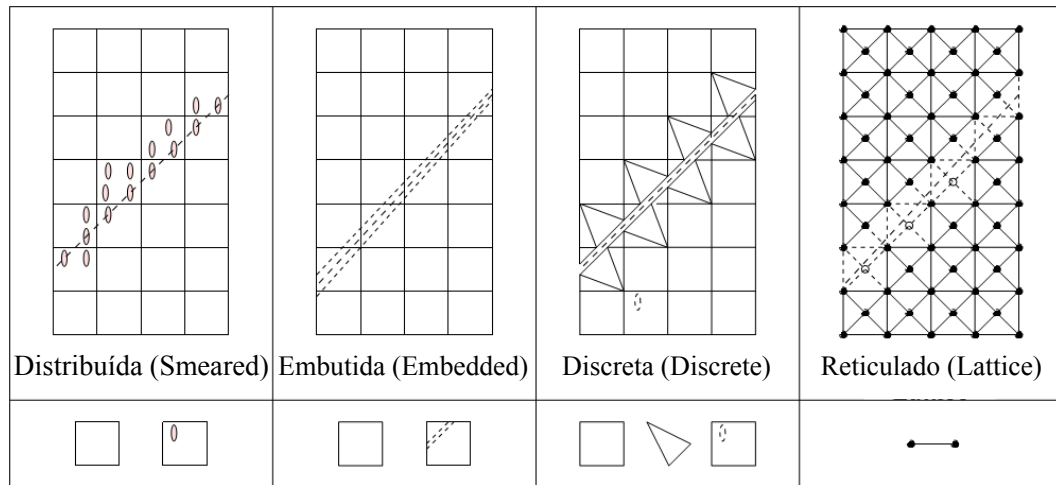 Distribuída (Smeared)
Embutida (Embedded)
Discreta (Discrete)
Reticulado (Lattice)